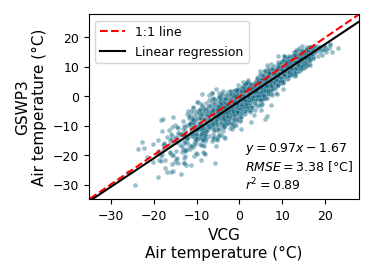 1:1 line
Linear regression
GSWP3
Air temperature (°C)
20
10
0
−10
−20
−30
y = 0.97x − 1.67
RMSE = 3.38 [°C]
r² = 0.89
−30 −20 −10 0 10 20
VCG
Air temperature (°C)